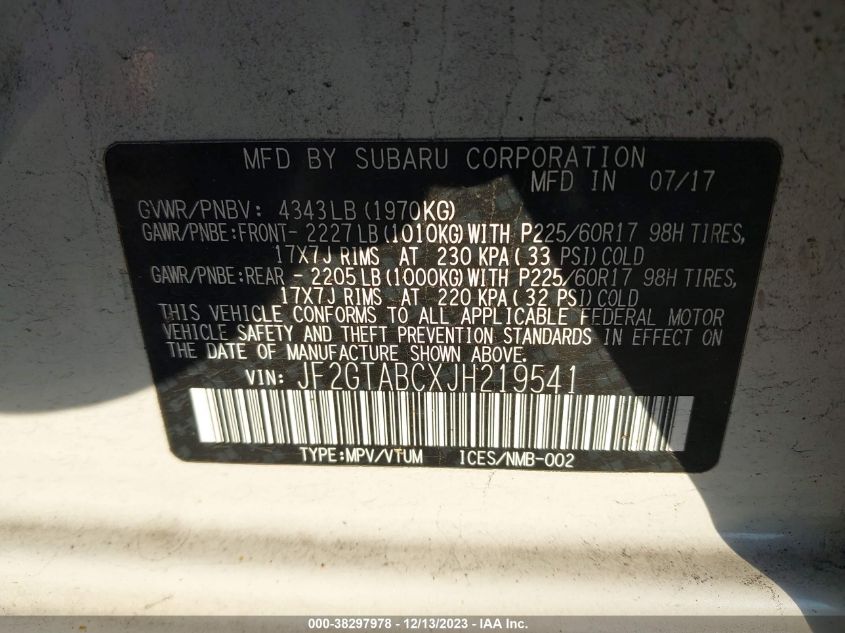 MFD BY SUBARU CORPORATION
MFD IN 07/17
GVWR/PNBV: 4343LB (1970KG)
GAWR/PNBE:FRONT- 2227LB (1010KG) WITH P225/60R17 98H TIRES,
17X7J RIMS AT 230 KPA ( 33 PSI) COLD
GAWR/PNBE:REAR - 2205LB (1000KG) WITH P225/60R17 98H TIRES,
17X7J RIMS AT 220 KPA ( 32 PSI) COLD
THIS VEHICLE CONFORMS TO ALL APPLICABLE FEDERAL MOTOR
VEHICLE SAFETY AND THEFT PREVENTION STANDARDS IN EFFECT ON
THE DATE OF MANUFACTURE SHOWN ABOVE.
VIN: JF2GTABCXJH219541
TYPE:MPV/VTUM ICES/NMB-002
000-38297978 - 12/13/2023 - IAA Inc.